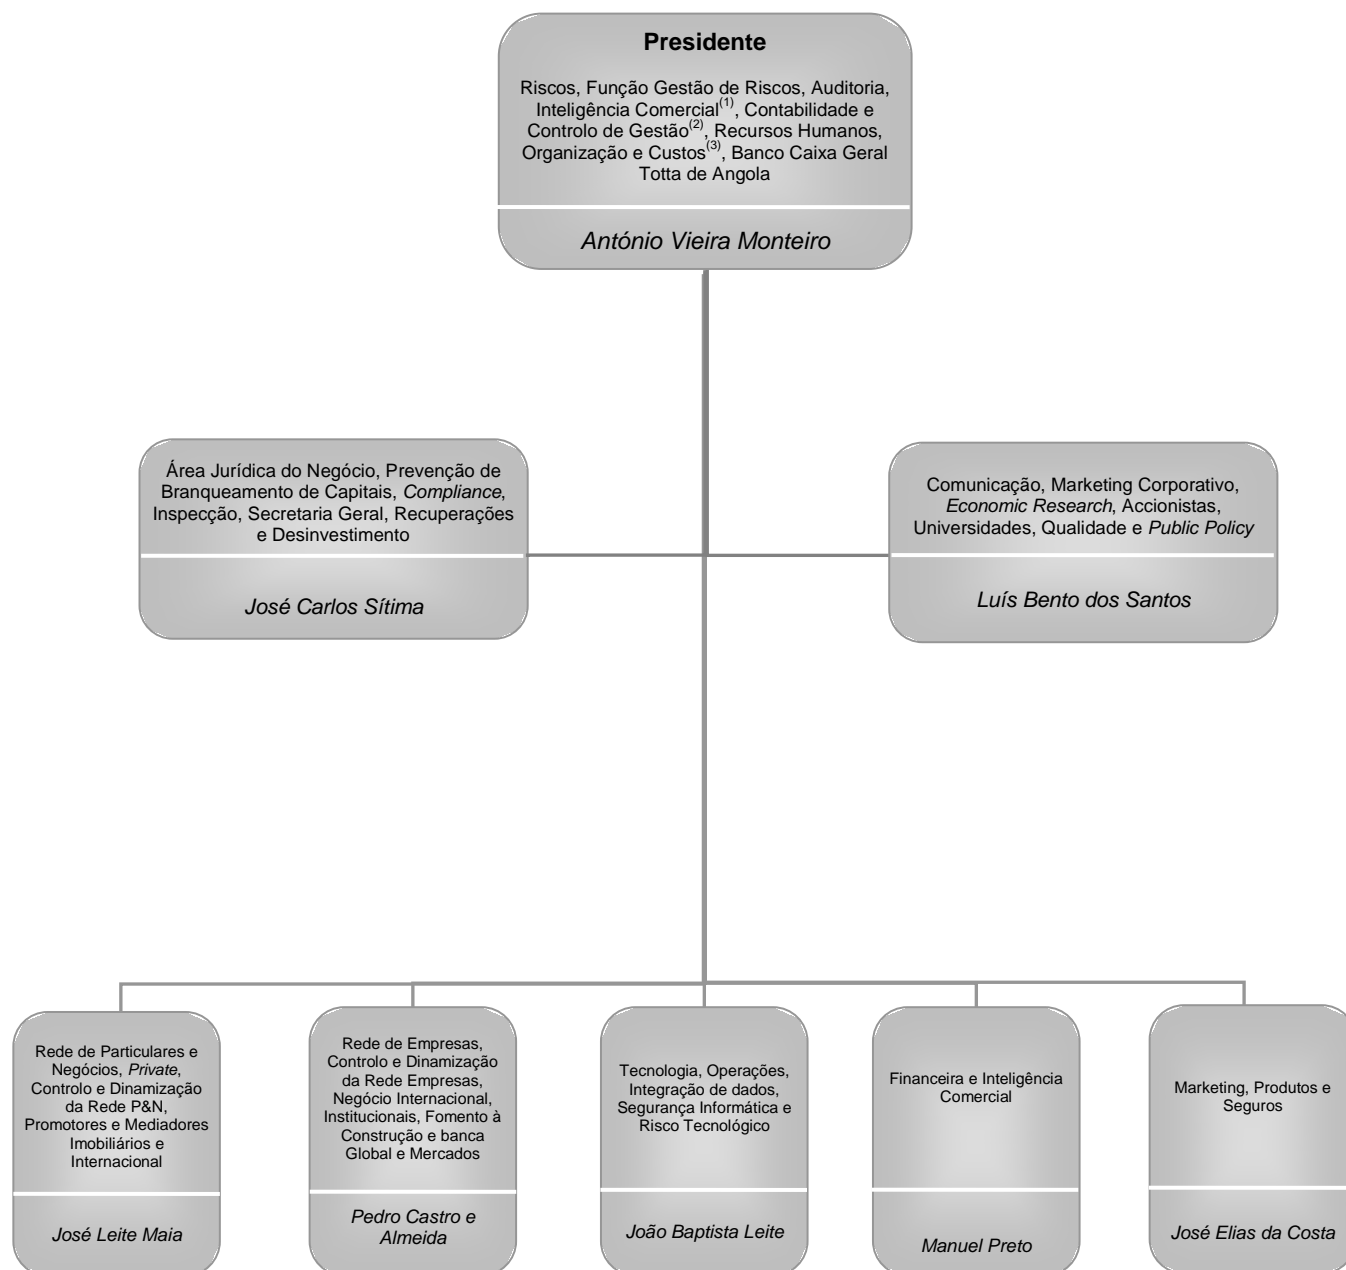 Presidente
Riscos, Função Gestão de Riscos, Auditoria,
Inteligência Comercial(1), Contabilidade e
Controlo de Gestão(2), Recursos Humanos,
Organização e Custos(3), Banco Caixa Geral
Totta de Angola
António Vieira Monteiro
Área Jurídica do Negócio, Prevenção de
Branqueamento de Capitais, Compliance,
Inspecção, Secretaria Geral, Recuperações
e Desinvestimento
José Carlos Sítima
Comunicação, Marketing Corporativo,
Economic Research, Accionistas,
Universidades, Qualidade e Public Policy
Luís Bento dos Santos
Rede de Particulares e
Negócios, Private,
Controlo e Dinamização
da Rede P&N,
Promotores e Mediadores
Imobiliários e
Internacional
José Leite Maia
Rede de Empresas,
Controlo e Dinamização
da Rede Empresas,
Negócio Internacional,
Institucionais, Fomento à
Construção e banca
Global e Mercados
Pedro Castro e
Almeida
Tecnologia, Operações,
Integração de dados,
Segurança Informática e
Risco Tecnológico
João Baptista Leite
Financeira e Inteligência
Comercial
Manuel Preto
Marketing, Produtos e
Seguros
José Elias da Costa